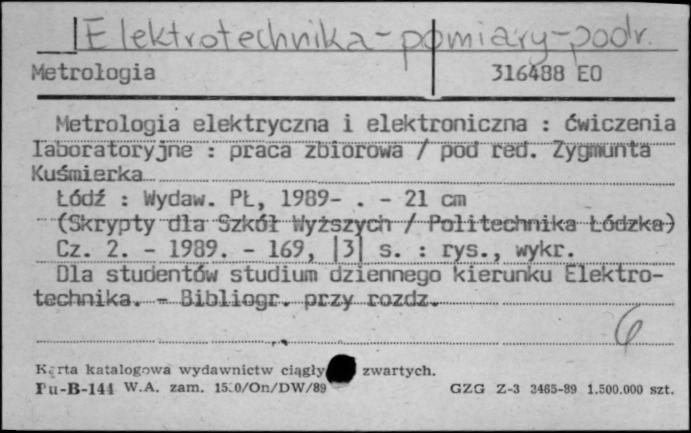 Elektrotechnika-pomiary-podr.
Metrologia 316488 EO
Metrologia elektryczna i elektroniczna : ćwiczenia
laboratoryjne : praca zbiorowa / pod red. Zygmunta
Kuśmierka
Łódź : Wydaw. PŁ, 1989- . - 21 cm
(Skrypty dla Szkół Wyższych / Politechnika Łódzka)
Cz. 2. - 1989. - 169, |3| s. : rys., wykr.
Dla studentów studium dziennego kierunku Elektro-
technika. - Bibliogr. przy rozdz.
6
Karta katalogowa wydawnictw ciągły zwartych.
Pu-B-144 W.A. zam. /On/DW/89 GZG Z-3 3465-89 1.500.000 szt.